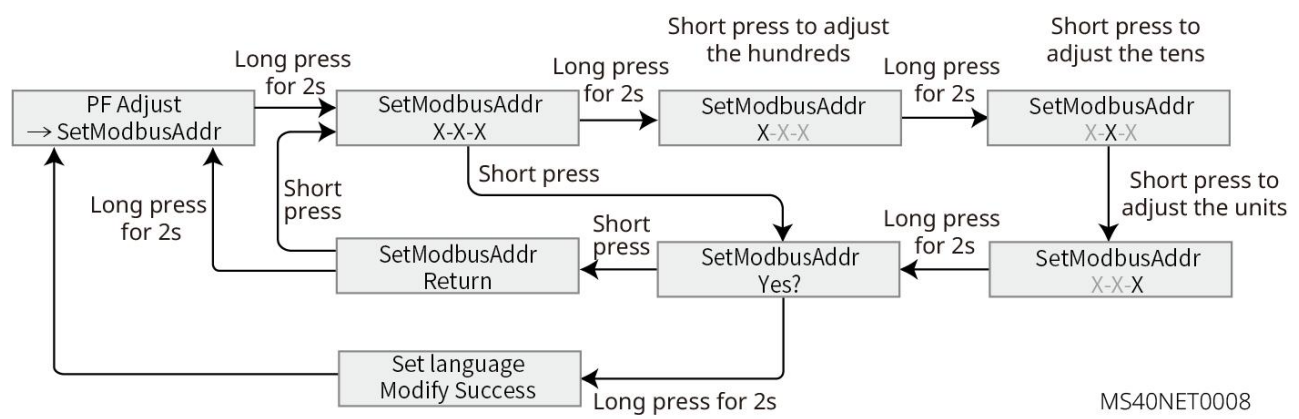 Short press to adjust
the hundreds
Short press to
adjust the tens
Long press
for 2s
Long press
for 2s
Long press
for 2s
PF Adjust
→ SetModbusAddr
SetModbusAddr
X-X-X
SetModbusAddr
X-X-X
SetModbusAddr
X-X-X
Short press
Short press to
adjust the units
Short
press
Long press
for 2s
Short
press
Long press
for 2s
SetModbusAddr
Return
SetModbusAddr
Yes?
SetModbusAddr
X-X-X
Set language
Modify Success
Long press for 2s
MS40NET0008